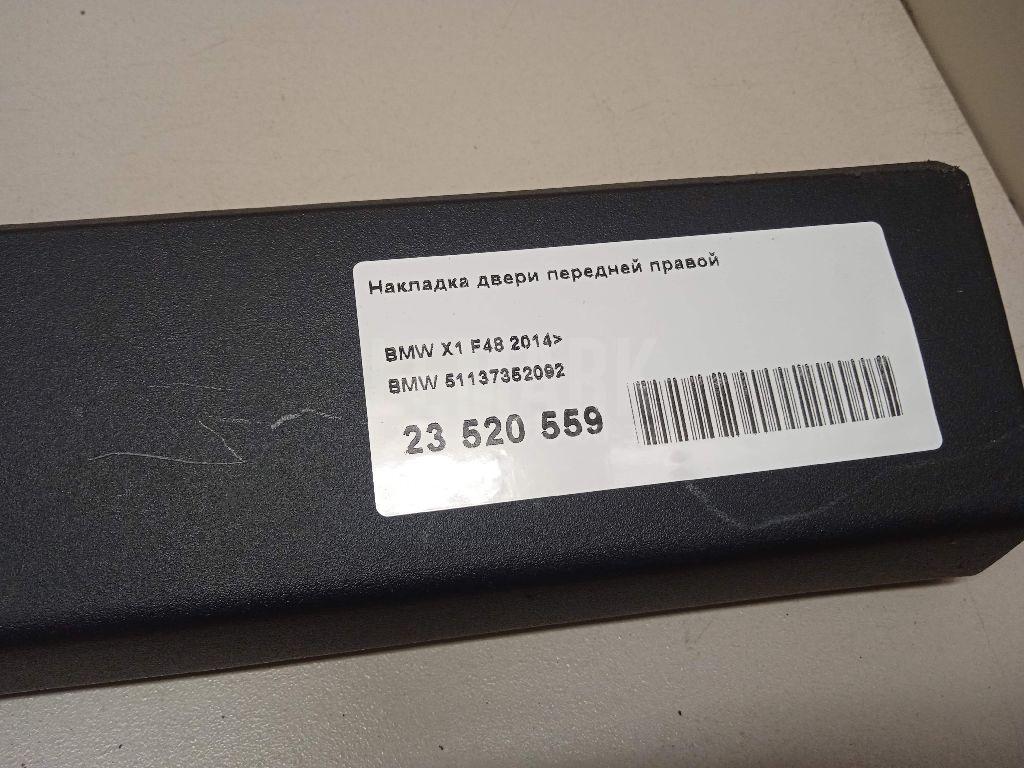 Накладка двери передней правой
BMW X1 F48 2014>
BMW 51137352092
23 520 559